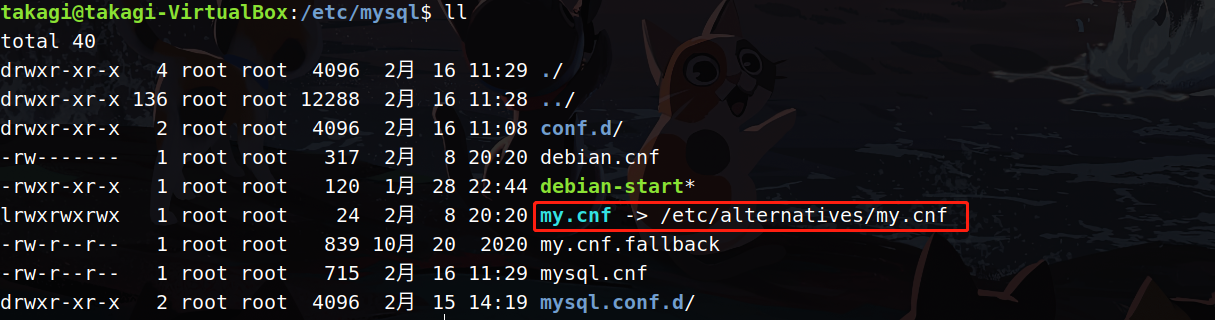 takagi@takagi-VirtualBox:/etc/mysql$ ll
total 40
drwxr-xr-x   4 root root  4096  2月  16 11:29 ./
drwxr-xr-x 136 root root 12288  2月  16 11:28 ../
drwxr-xr-x   2 root root  4096  2月  16 11:08 conf.d/
-rw-------   1 root root   317  2月   8 20:20 debian.cnf
-rwxr-xr-x   1 root root   120  1月  28 22:44 debian-start*
lrwxrwxrwx   1 root root    24  2月   8 20:20 my.cnf -> /etc/alternatives/my.cnf
-rw-r--r--   1 root root   839 10月  20  2020 my.cnf.fallback
-rw-r--r--   1 root root   715  2月  16 11:29 mysql.cnf
drwxr-xr-x   2 root root  4096  2月  15 14:19 mysql.conf.d/